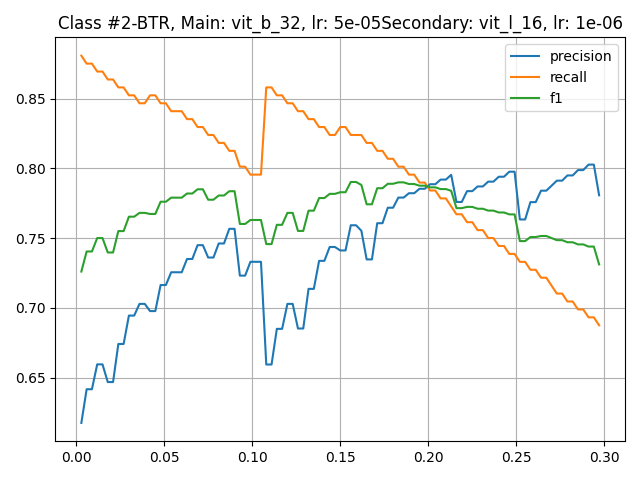 Class #2-BTR, Main: vit_b_32, lr: 5e-05Secondary: vit_l_16, lr: 1e-06
precision
recall
f1
0.85
0.80
0.75
0.70
0.65
0.00 0.05 0.10 0.15 0.20 0.25 0.30